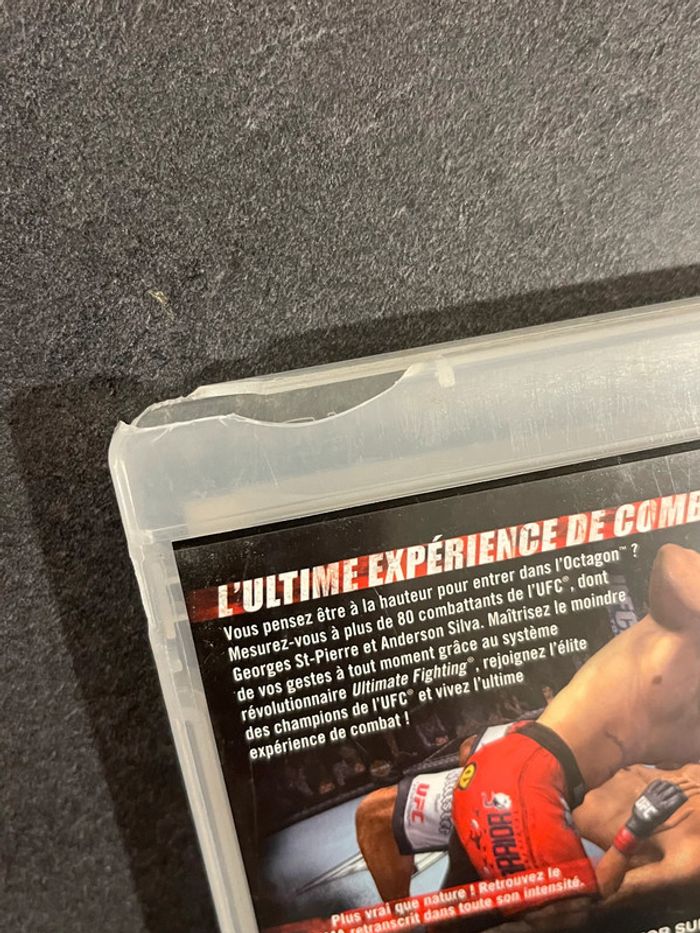 L'ULTIME EXPÉRIENCE DE COMB
Vous pensez être à la hauteur pour entrer dans l'Octagon™ ?
Mesurez-vous à plus de 80 combattants de l'UFC®, dont
Georges St-Pierre et Anderson Silva. Maîtrisez le moindre
de vos gestes à tout moment grâce au système
révolutionnaire Ultimate Fighting®, rejoignez l'élite
des champions de l'UFC® et vivez l'ultime
expérience de combat !
UFC
UFC
UFC
Plus vrai que nature ! Retrouvez le
retranscrit dans toute son intensité.